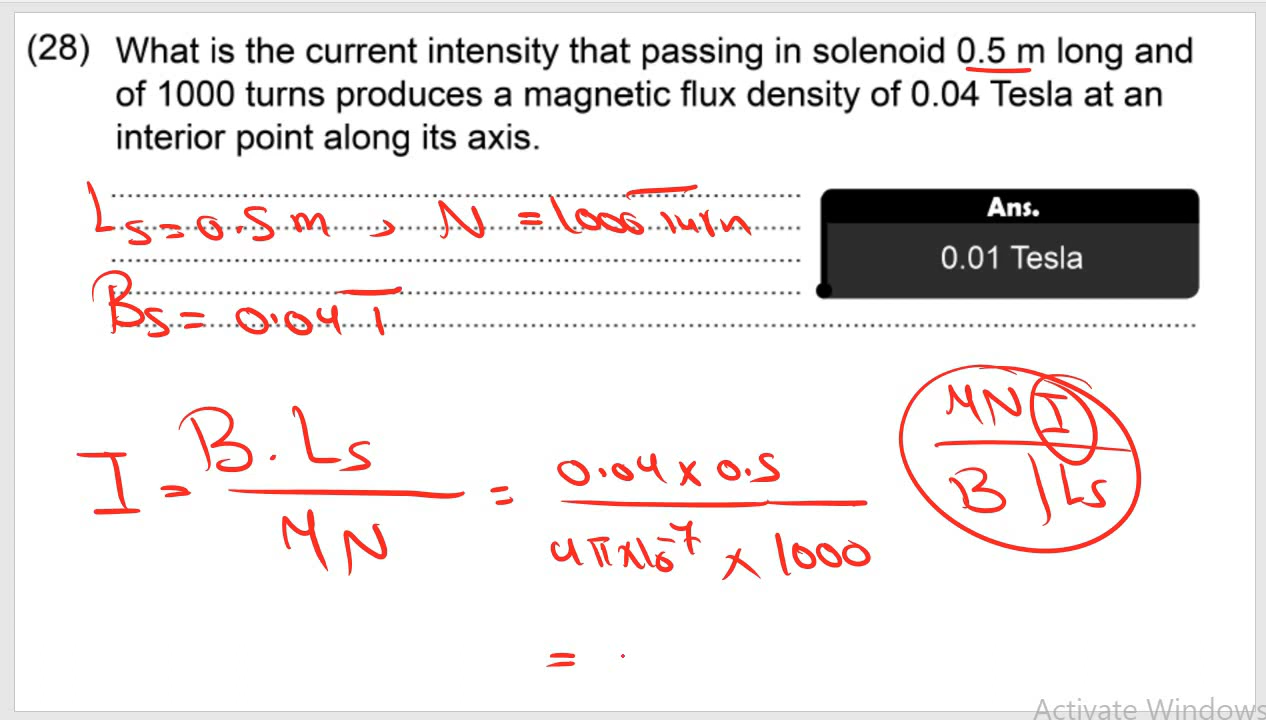 (28) What is the current intensity that passing in solenoid 0.5 m long and
of 1000 turns produces a magnetic flux density of 0.04 Tesla at an
interior point along its axis.
Ls = 0.5 m , N = 1000 Turn
Ans.
0.01 Tesla
Bs = 0.04 T
I = B . Ls / MN = 0.04 x 0.5 / 4π x 10^-7 x 1000
MN I / B | Ls
=
Activate Windows